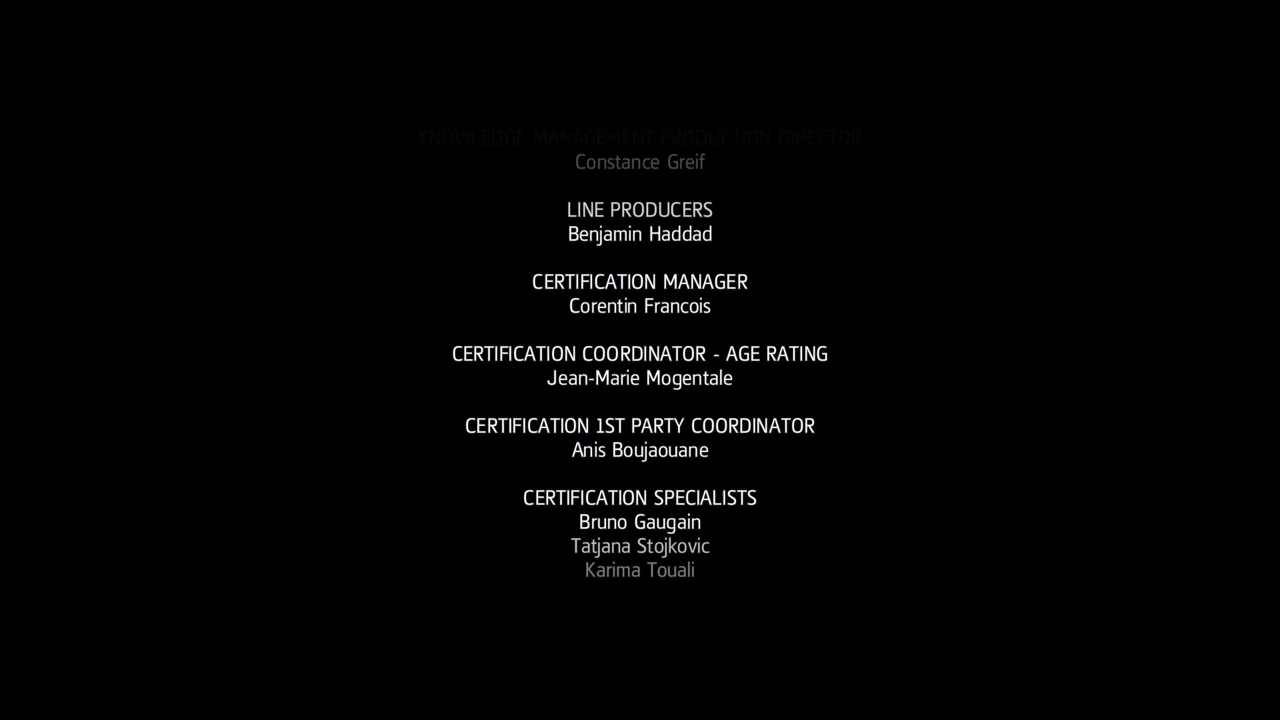 KNOWLEDGE MANAGEMENT PRODUCTION DIRECTOR
Constance Greif
LINE PRODUCERS
Benjamin Haddad
CERTIFICATION MANAGER
Corentin Francois
CERTIFICATION COORDINATOR - AGE RATING
Jean-Marie Mogentale
CERTIFICATION 1ST PARTY COORDINATOR
Anis Boujaouane
CERTIFICATION SPECIALISTS
Bruno Gaugain
Tatjana Stojkovic
Karima Touali